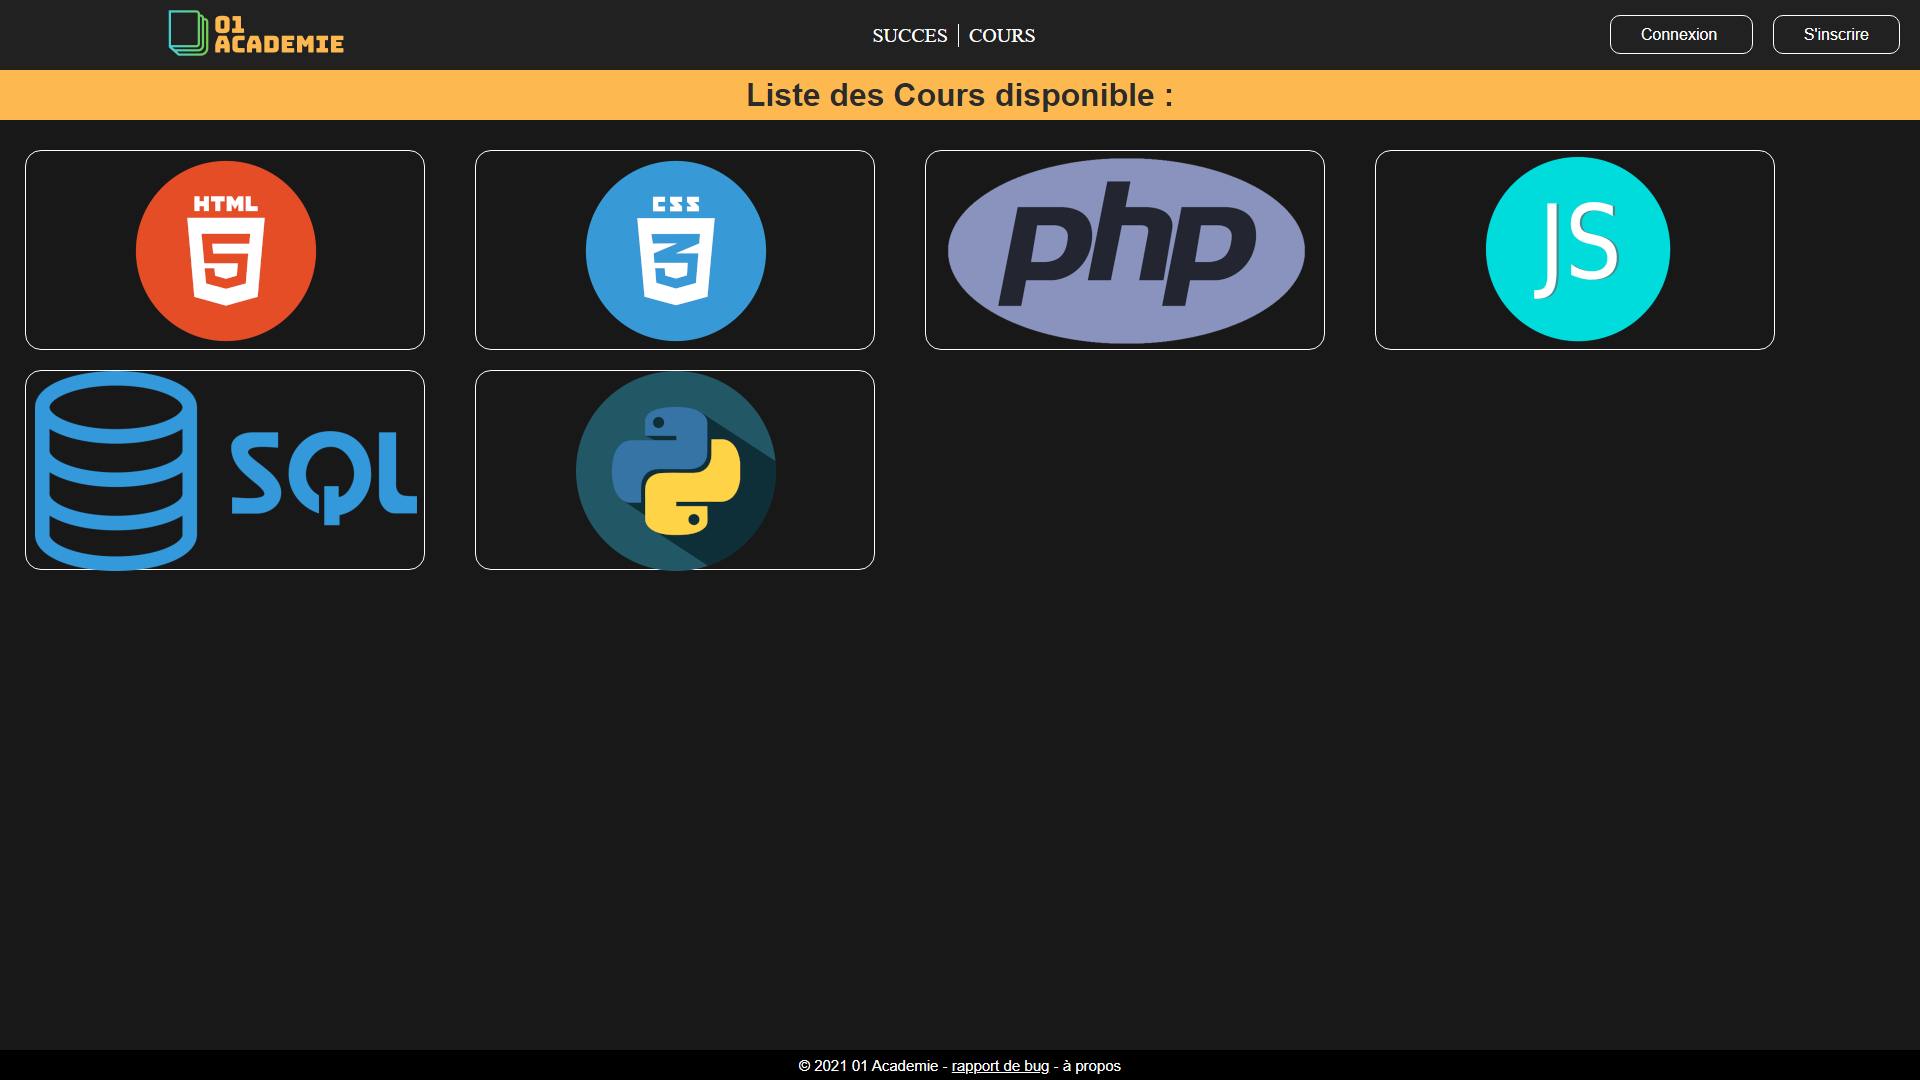 01
ACADEMIE
SUCCES
COURS
Connexion
S'inscrire
Liste des Cours disponible :
HTML
5
CSS
3
php
JS
SQL
© 2021 01 Academie - rapport de bug - à propos